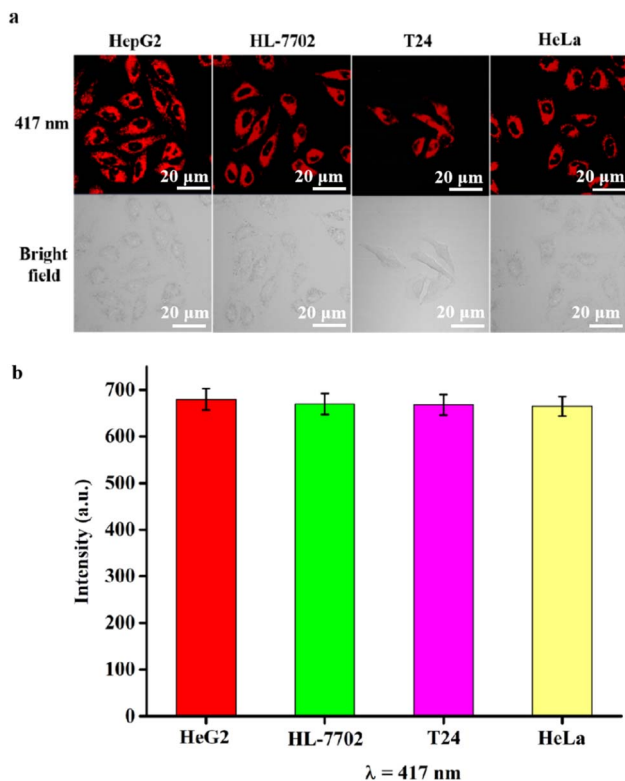 a
HepG2 HL-7702 T24 HeLa
417 nm
20 µm 20 µm 20 µm 20 µm
Bright
field
20 µm 20 µm 20 µm 20 µm
b
700
600
500
400
300
200
100
0
Intensity (a.u.)
HeG2 HL-7702 T24 HeLa
λ = 417 nm